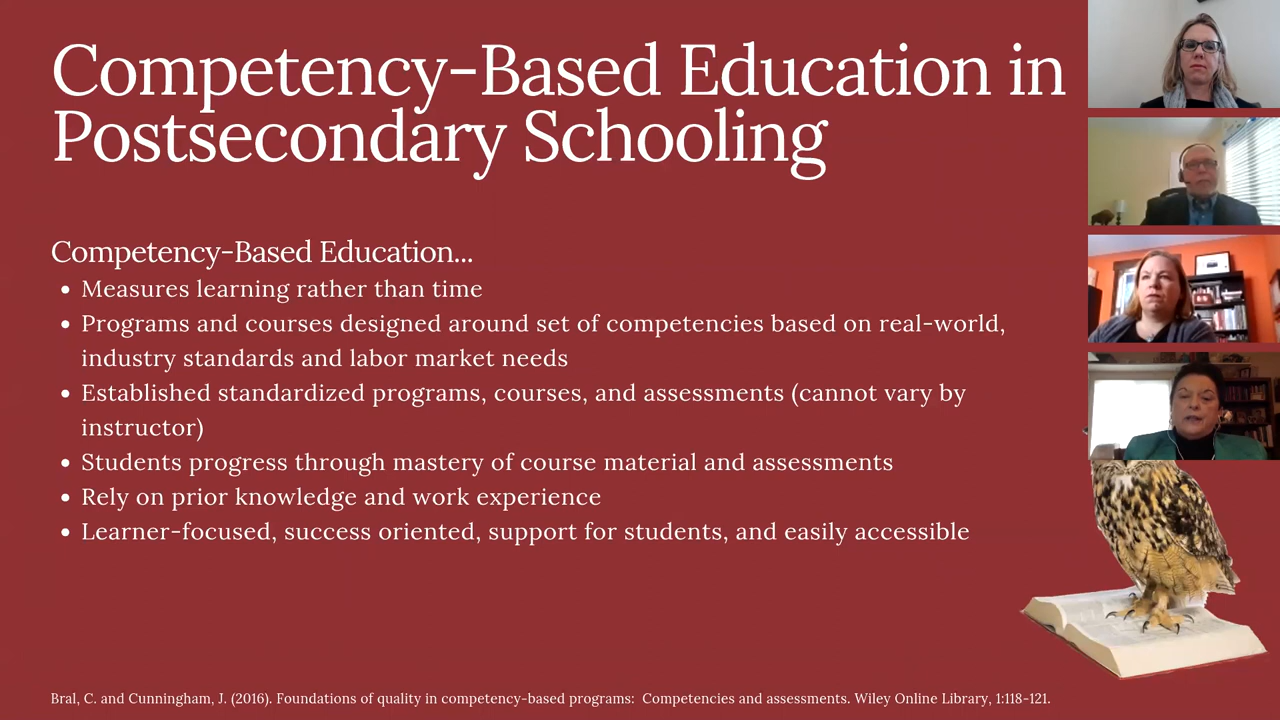 Competency-Based Education in
Postsecondary Schooling
Competency-Based Education...
• Measures learning rather than time
• Programs and courses designed around set of competencies based on real-world,
industry standards and labor market needs
• Established standardized programs, courses, and assessments (cannot vary by
instructor)
• Students progress through mastery of course material and assessments
• Rely on prior knowledge and work experience
• Learner-focused, success oriented, support for students, and easily accessible
Bral, C. and Cunningham, J. (2016). Foundations of quality in competency-based programs:  Competencies and assessments. Wiley Online Library, 1:118-121.